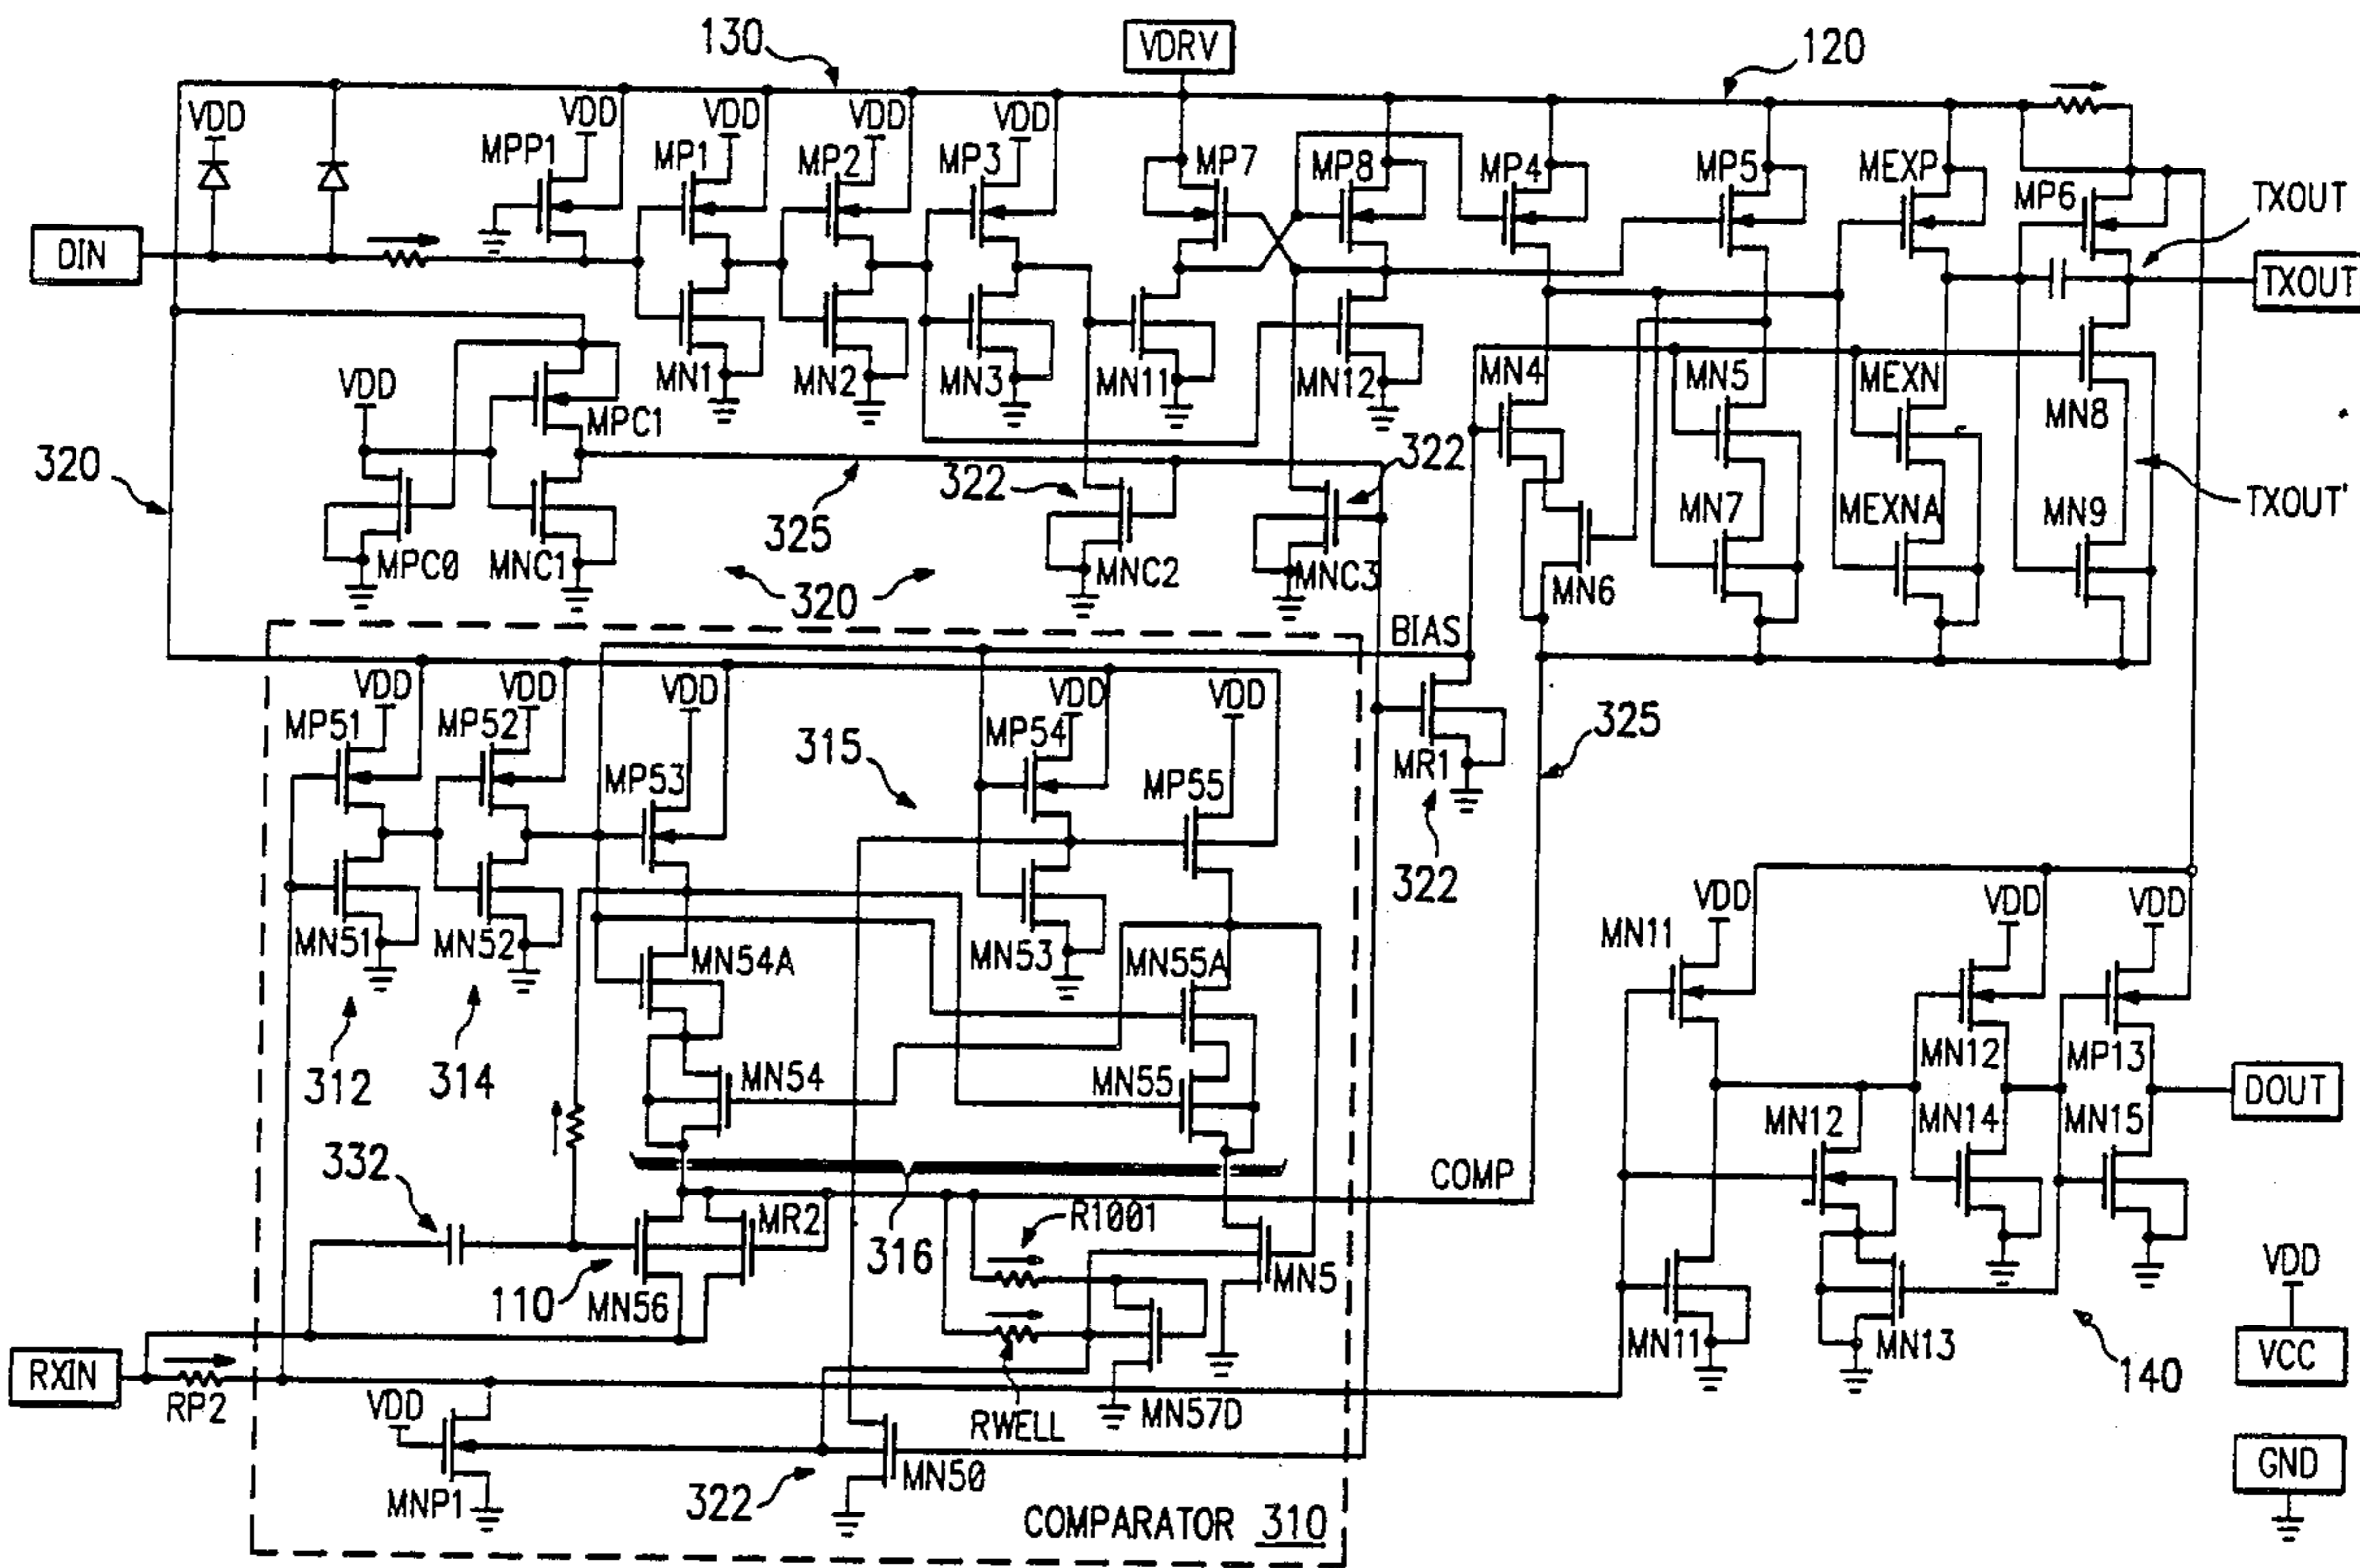 130
VDRV
120
VDD
VDD
VDD
VDD
VDD
MPP1
MP1
MP2
MP3
MP7
MP8
MP4
MP5
MEXP
MP6
TXOUT
DIN
TXOUT
VDD
MN1
MN2
MN3
MN11
MN12
MN4
MN5
MEXN
MN8
MPC1
320
322
322
325
MN7
MEXNA
MN9
TXOUT'
MPC0
MNC1
320
MNC2
MNC3
MN6
BIAS
VDD
VDD
VDD
VDD
VDD
MP51
MP52
MP53
315
MP54
MP55
MR1
325
322
MN51
MN52
MN54A
MN53
MN55A
MN11
VDD
VDD
VDD
312
314
MN54
MN55
MN12
MP13
DOUT
MN12
MN14
MN15
332
COMP
MR2
R1001
316
110
MN56
MN5
MN11
MN13
140
VDD
VCC
RXIN
RP2
VDD
RWELL
MN57D
MNP1
322
MN50
GND
COMPARATOR 310